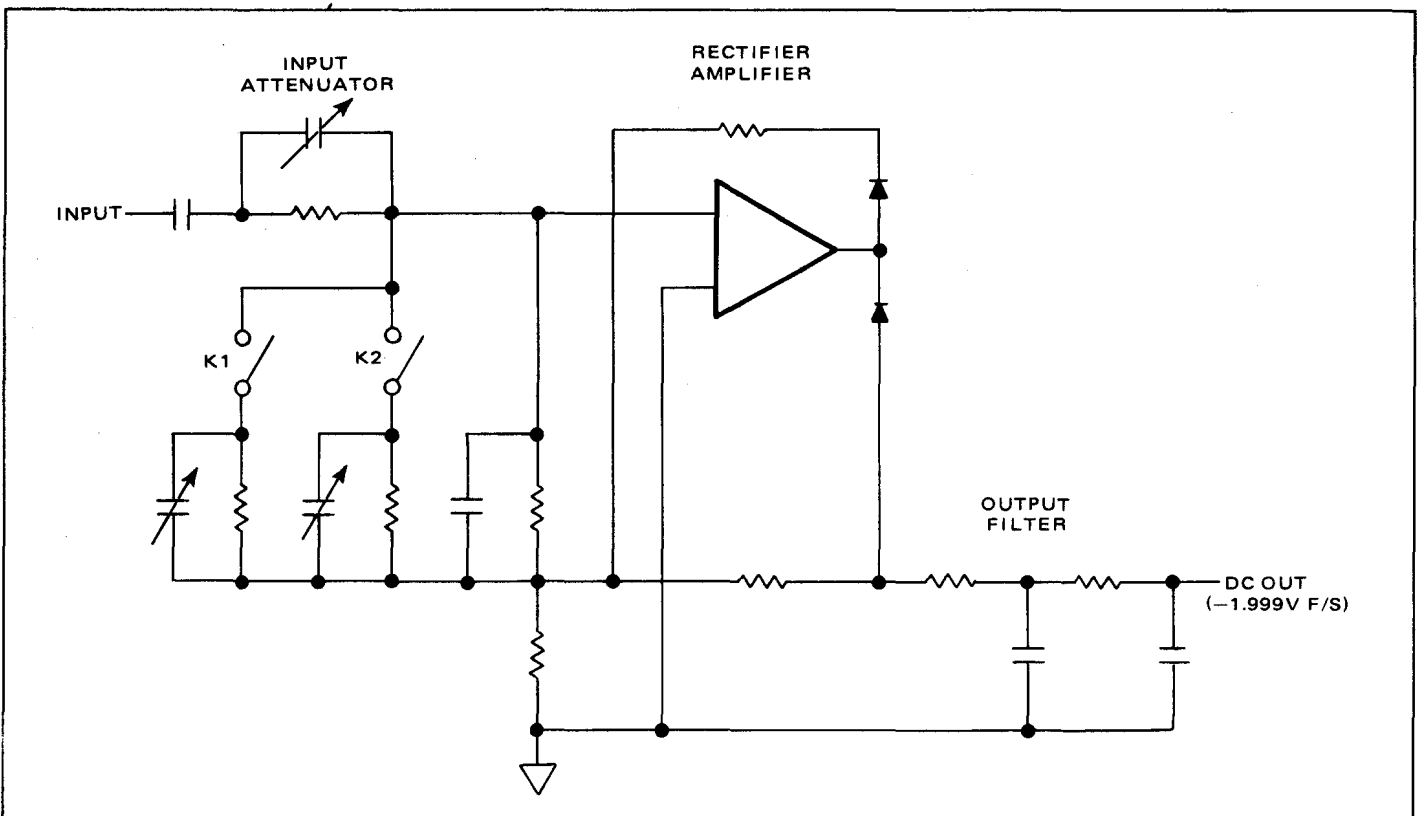 RECTIFIER
AMPLIFIER
INPUT
ATTENUATOR
INPUT
K1
K2
OUTPUT
FILTER
DC OUT
(−1.999V F/S)